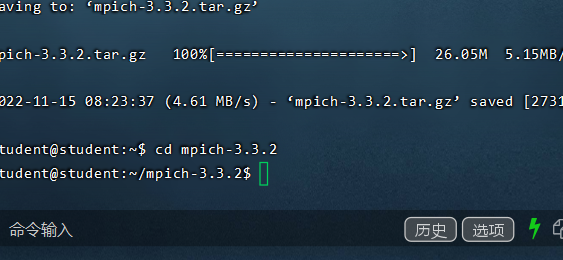 aving to: ‘mpich-3.3.2.tar.gz’
pich-3.3.2.tar.gz 100%[=====================>] 26.05M 5.15MB/
022-11-15 08:23:37 (4.61 MB/s) - ‘mpich-3.3.2.tar.gz’ saved [2731
tudent@student:~$ cd mpich-3.3.2
tudent@student:~/mpich-3.3.2$
命令输入 历史 选项